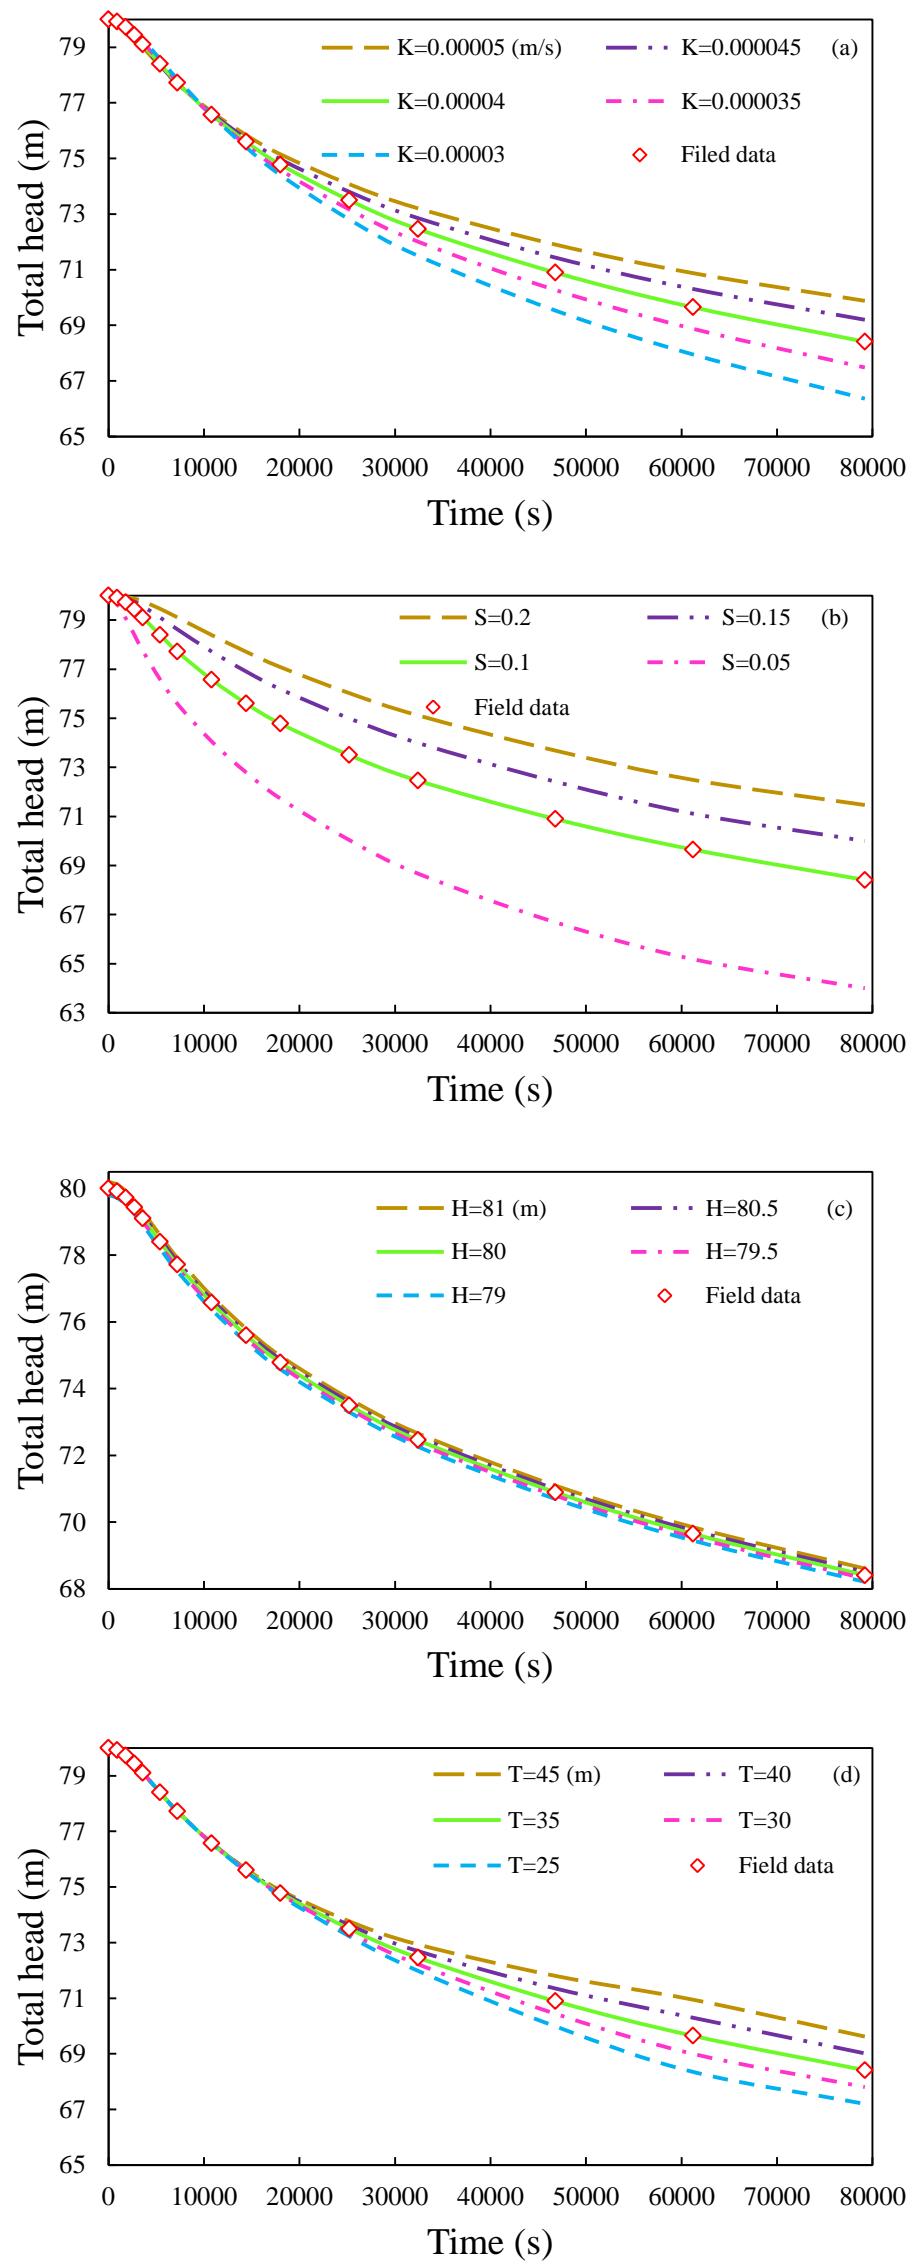 79
77
75
73
71
69
67
65
Total head (m)
K=0.00005 (m/s)
K=0.000045
(a)
K=0.00004
K=0.000035
K=0.00003
Filed data
0 10000 20000 30000 40000 50000 60000 70000 80000
Time (s)
79
77
75
73
71
69
67
65
63
Total head (m)
S=0.2
S=0.15
(b)
S=0.1
S=0.05
Field data
0 10000 20000 30000 40000 50000 60000 70000 80000
Time (s)
80
78
76
74
72
70
68
Total head (m)
H=81 (m)
H=80.5
(c)
H=80
H=79.5
H=79
Field data
0 10000 20000 30000 40000 50000 60000 70000 80000
Time (s)
79
77
75
73
71
69
67
65
Total head (m)
T=45 (m)
T=40
(d)
T=35
T=30
T=25
Field data
0 10000 20000 30000 40000 50000 60000 70000 80000
Time (s)